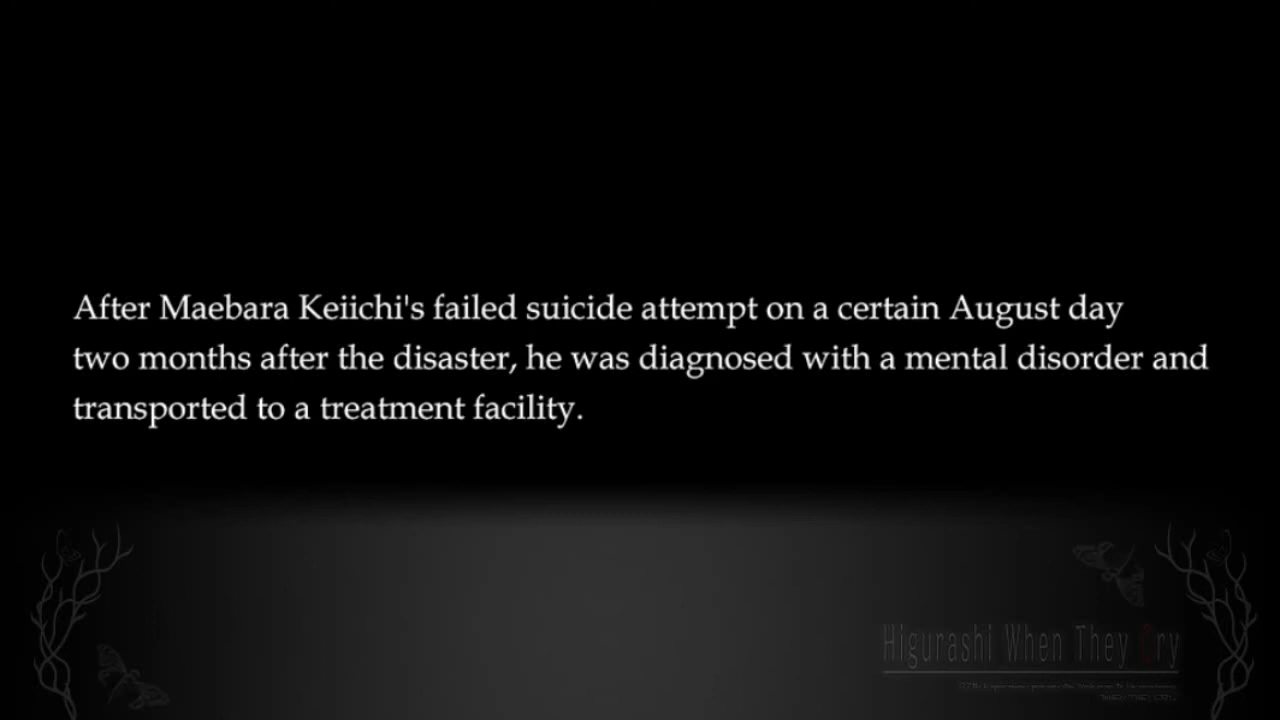 After Maebara Keiichi's failed suicide attempt on a certain August day
two months after the disaster, he was diagnosed with a mental disorder and
transported to a treatment facility.
Higurashi When They Cry